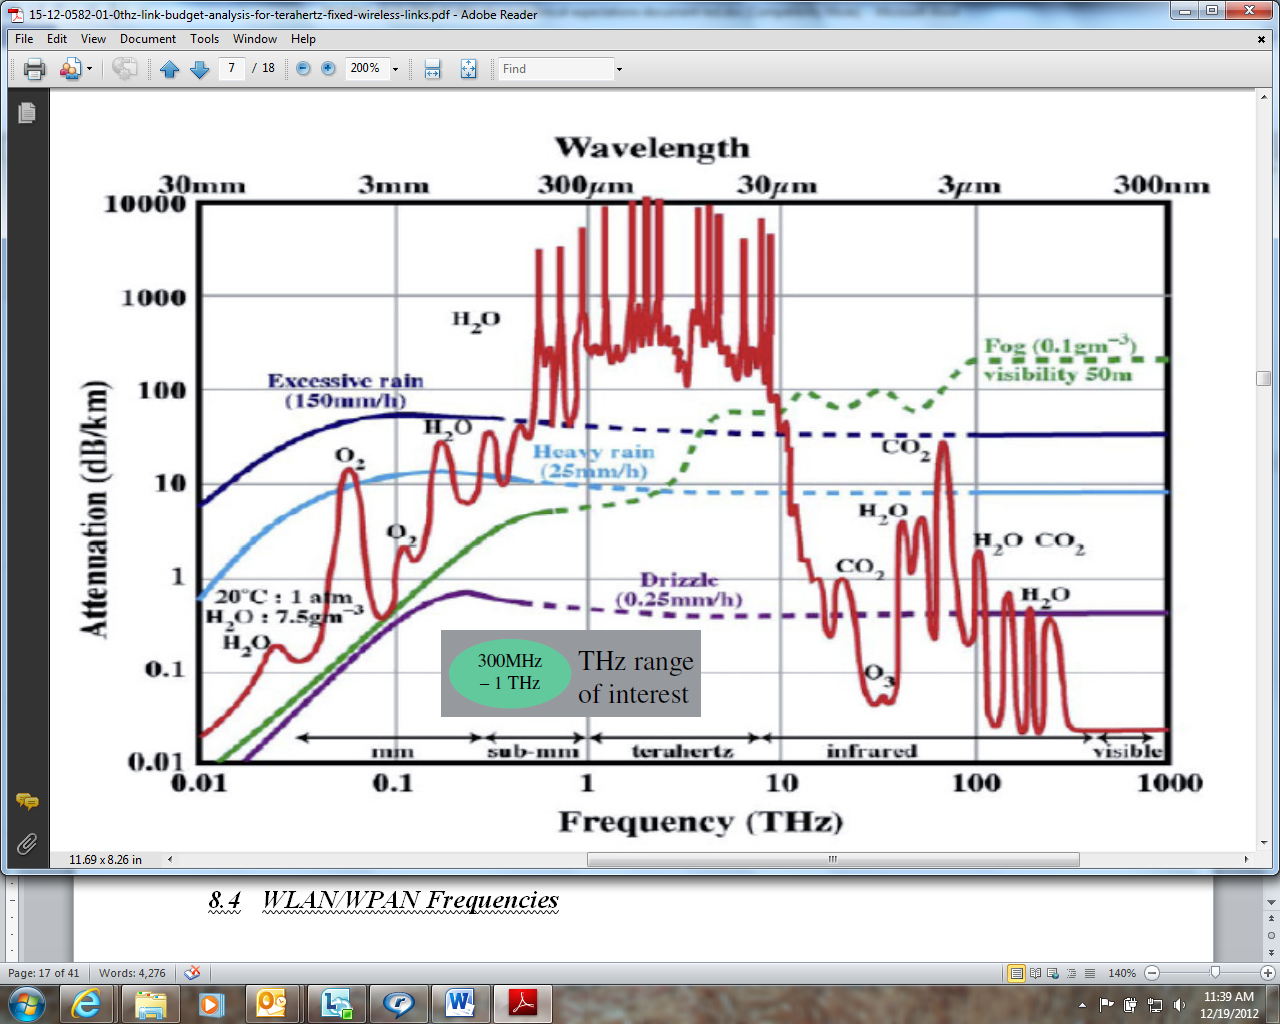 15-12-0582-01-0thz-link-budget-analysis-for-terahertz-fixed-wireless-links.pdf - Adobe Reader
File Edit View Document Tools Window Help
7 / 18 200% Find
Wavelength
30mm 3mm 300µm 30µm 3µm 300nm
10000
1000
100
10
1
0.1
0.01
Attenuation (dB/km)
H₂O
Fog (0.1gm⁻³)
visibility 50m
Excessive rain
(150mm/h)
H₂O
O₂
Heavy rain
(25mm/h)
CO₂
O₂
H₂O
H₂O CO₂
CO₂
Drizzle
(0.25mm/h)
H₂O
20°C : 1 atm
H₂O : 7.5gm⁻³
H₂O
O₃
300MHz
– 1 THz
THz range
of interest
mm sub-mm terahertz infrared visible
0.01 0.1 1 10 100 1000
Frequency (THz)
11.69 x 8.26 in
8.4 WLAN/WPAN Frequencies
Page: 17 of 41 Words: 4,276 140%
11:39 AM
12/19/2012